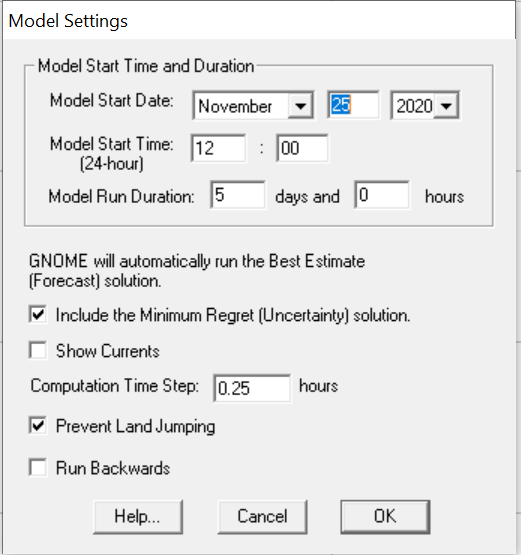 Model Settings
Model Start Time and Duration
Model Start Date: November 25 2020
Model Start Time: 12 : 00
(24-hour)
Model Run Duration: 5 days and 0 hours
GNOME will automatically run the Best Estimate
(Forecast) solution.
Include the Minimum Regret (Uncertainty) solution.
Show Currents
Computation Time Step: 0.25 hours
Prevent Land Jumping
Run Backwards
Help... Cancel OK